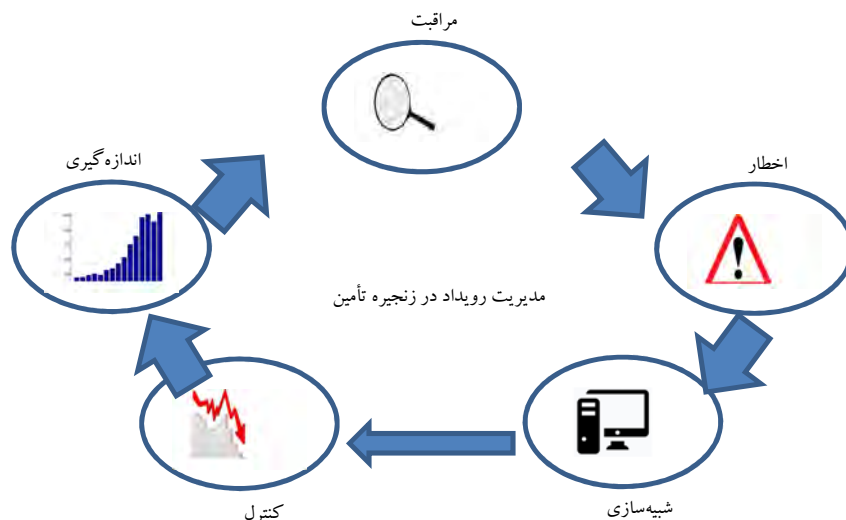 مراقبت
اخطار
اندازه‌گیری
مدیریت رویداد در زنجیره تأمین
شبیه‌سازی
کنترل